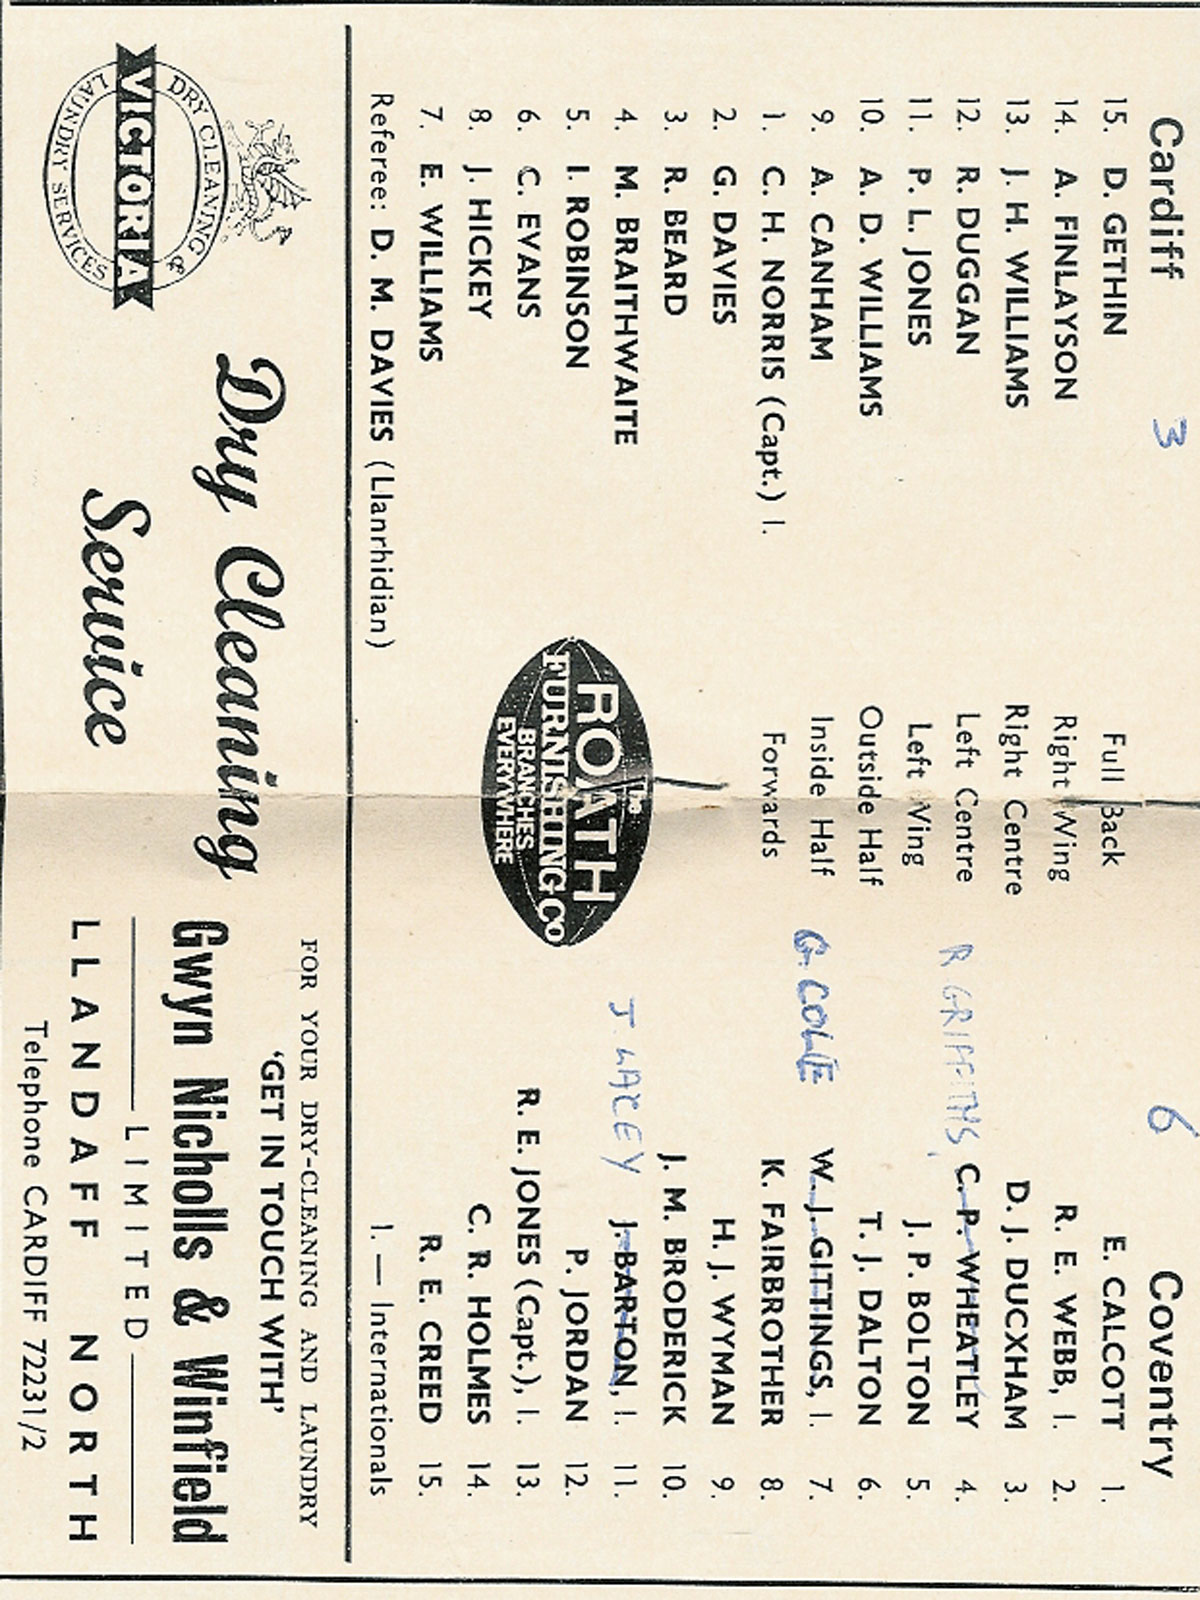 Cardiff 3 6 Coventry
15. D. GETHIN Full Back E. CALCOTT 1.
14. A. FINLAYSON Right Wing R. E. WEBB, I. 2.
13. J. H. WILLIAMS Right Centre D. J. DUCXHAM 3.
12. R. DUGGAN Left Centre R GRIFFITHS, C. P. WHEATLEY 4.
11. P. L. JONES Left Wing J. P. BOLTON 5.
10. A. D. WILLIAMS Outside Half T. J. DALTON 6.
9. A. CANHAM Inside Half G. COLE W. J. GITTINGS, I. 7.
1. C. H. NORRIS (Capt.) I. Forwards K. FAIRBROTHER 8.
2. G. DAVIES H. J. WYMAN 9.
3. R. BEARD J. M. BRODERICK 10.
4. M. BRAITHWAITE J LACEY J. BARTON, I. 11.
5. I. ROBINSON P. JORDAN 12.
6. C. EVANS R. E. JONES (Capt.), I. 13.
8. J. HICKEY C. R. HOLMES 14.
7. E. WILLIAMS R. E. CREED 15.
The
ROATH
FURNISHING CO
BRANCHES
EVERYWHERE
Referee: D. M. DAVIES (Llanrhidian) I. — Internationals
DRY CLEANING &
VICTORIA
LAUNDRY SERVICES
Dry Cleaning
Service
FOR YOUR DRY-CLEANING AND LAUNDRY
'GET IN TOUCH WITH'
Gwyn Nicholls & Winfield
LIMITED
LLANDAFF NORTH
Telephone CARDIFF 72231/2